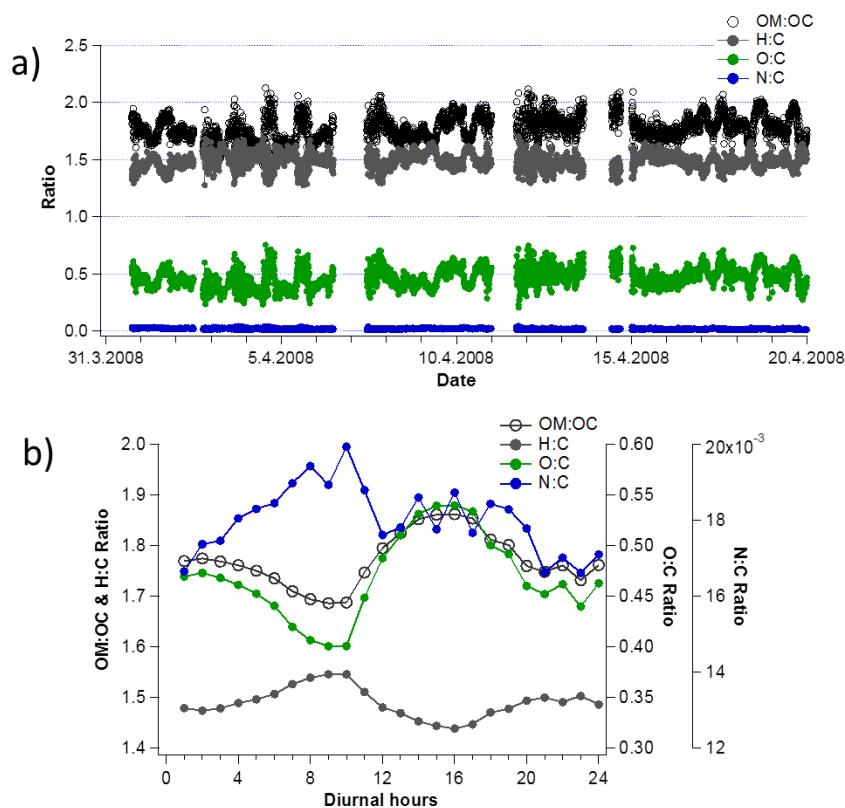 a)
OM:OC
H:C
O:C
N:C
2.5
2.0
1.5
1.0
0.5
0.0
Ratio
31.3.2008
5.4.2008
10.4.2008
15.4.2008
20.4.2008
Date
b)
OM:OC
H:C
O:C
N:C
2.0
1.9
1.8
1.7
1.6
1.5
1.4
OM:OC & H:C Ratio
0.60
0.55
0.50
0.45
0.40
0.35
0.30
O:C Ratio
20x10⁻³
18
16
14
12
N:C Ratio
0
4
8
12
16
20
24
Diurnal hours